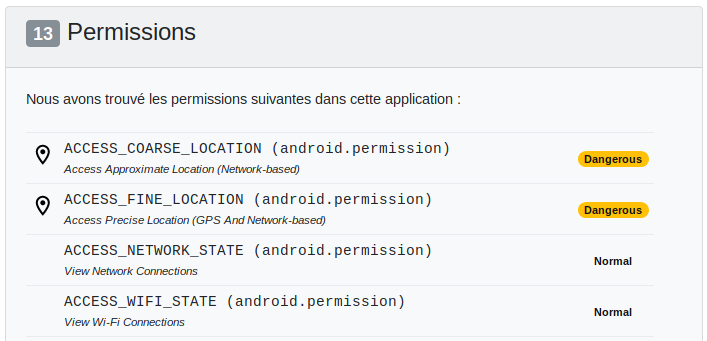 13 Permissions
Nous avons trouvé les permissions suivantes dans cette application :
ACCESS_COARSE_LOCATION (android.permission)
Access Approximate Location (Network-based)
Dangerous
ACCESS_FINE_LOCATION (android.permission)
Access Precise Location (GPS And Network-based)
Dangerous
ACCESS_NETWORK_STATE (android.permission)
View Network Connections
Normal
ACCESS_WIFI_STATE (android.permission)
View Wi-Fi Connections
Normal